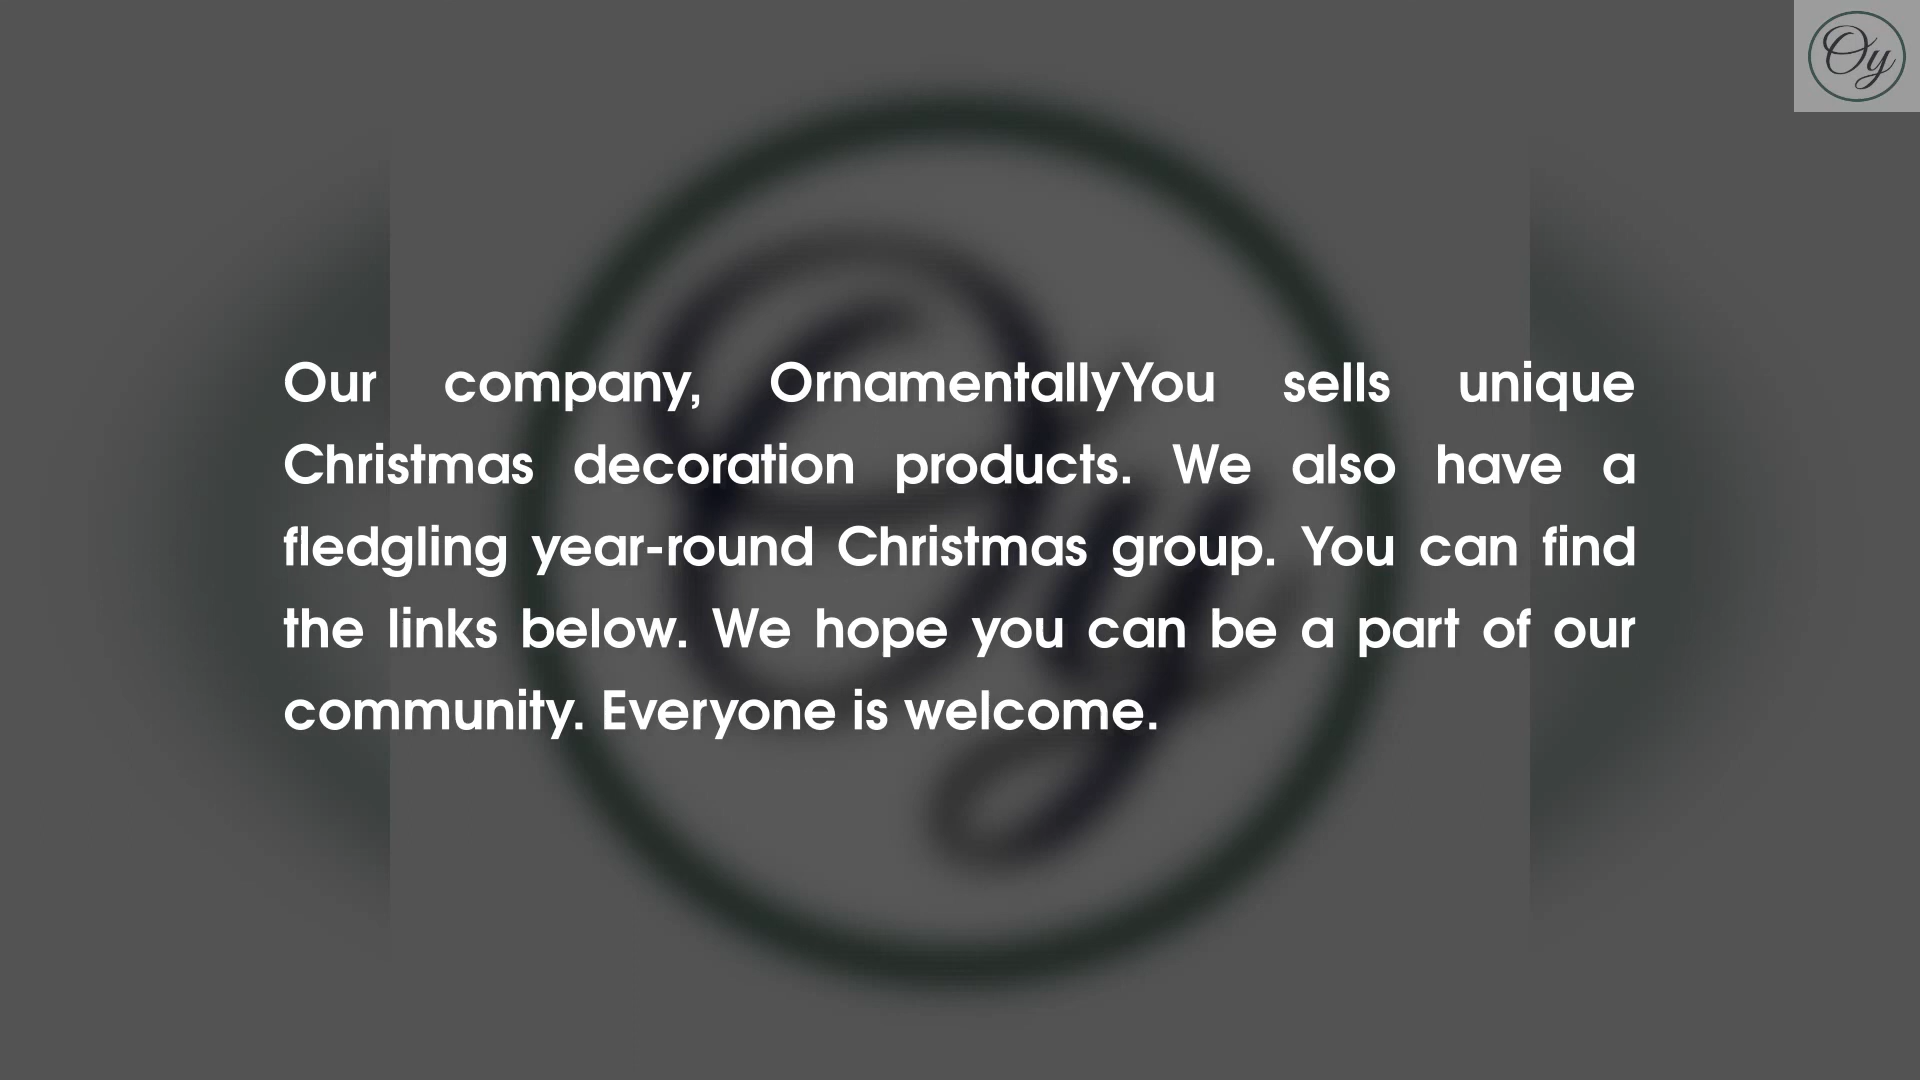 Oy
Our company, OrnamentallyYou sells unique
Christmas decoration products. We also have a
fledgling year-round Christmas group. You can find
the links below. We hope you can be a part of our
community. Everyone is welcome.